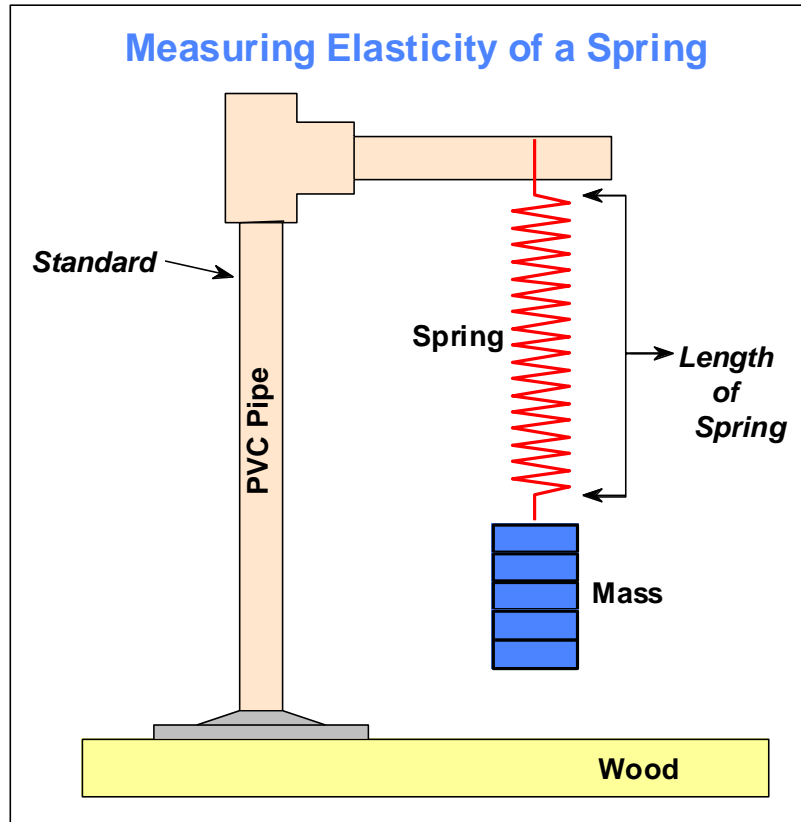 Measuring Elasticity of a Spring
Standard
PVC Pipe
Spring
Length
of
Spring
Mass
Wood